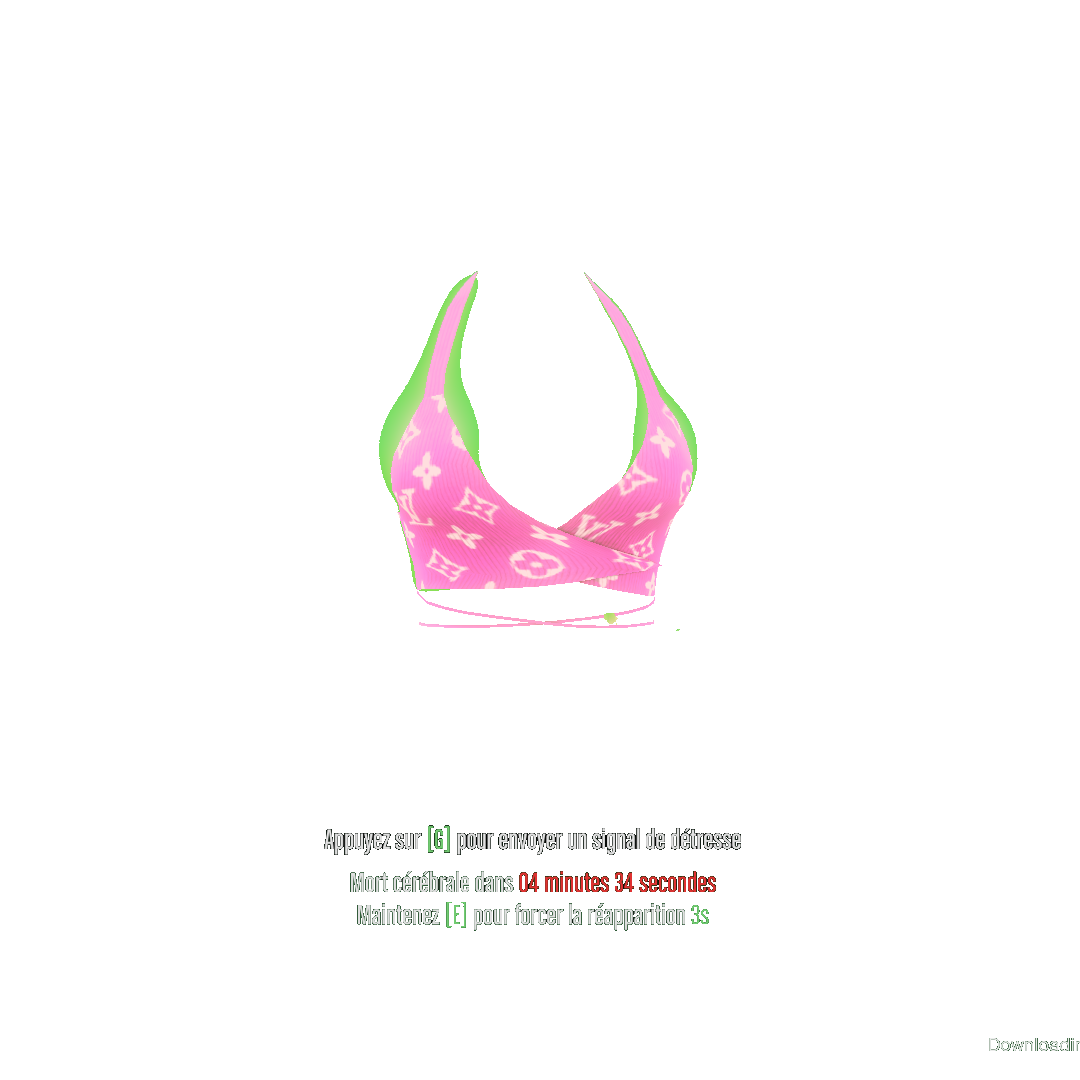 Appuyez sur [G] pour envoyer un signal de détresse
Mort cérébrale dans 04 minutes 34 secondes
Maintenez [E] pour forcer la réapparition 3s